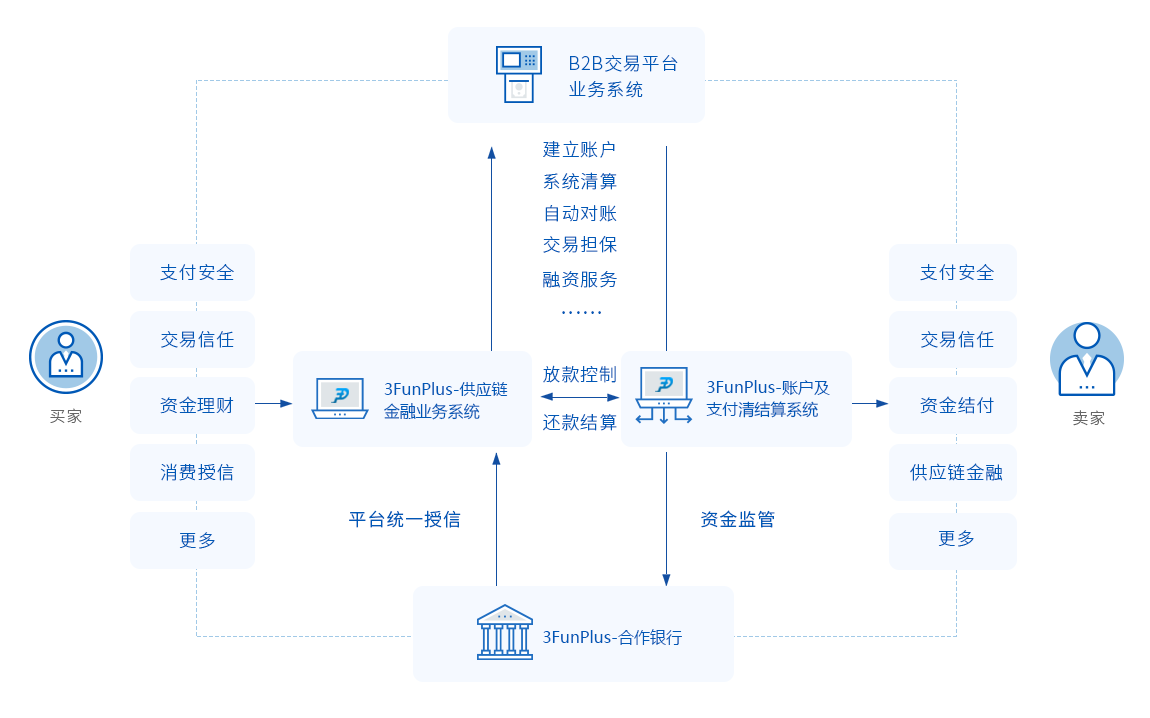 B2B交易平台
业务系统
建立账户
系统清算
自动对账
交易担保
融资服务
......
支付安全
交易信任
资金理财
消费授信
更多
买家
3FunPlus-供应链
金融业务系统
放款控制
还款结算
3FunPlus-账户及
支付清结算系统
支付安全
交易信任
资金结付
供应链金融
更多
卖家
平台统一授信
资金监管
3FunPlus-合作银行